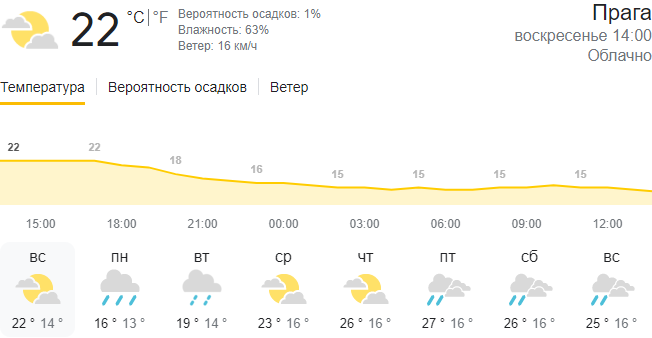 22 °C | °F
Вероятность осадков: 1%
Влажность: 63%
Ветер: 16 км/ч
Прага
воскресенье 14:00
Облачно
Температура | Вероятность осадков | Ветер
22 22 18 16 15 15 15 15
15:00 18:00 21:00 00:00 03:00 06:00 09:00 12:00
вс пн вт ср чт пт сб вс
22 ° 14 ° 16 ° 13 ° 19 ° 14 ° 23 ° 16 ° 26 ° 16 ° 27 ° 16 ° 26 ° 16 ° 25 ° 16 °